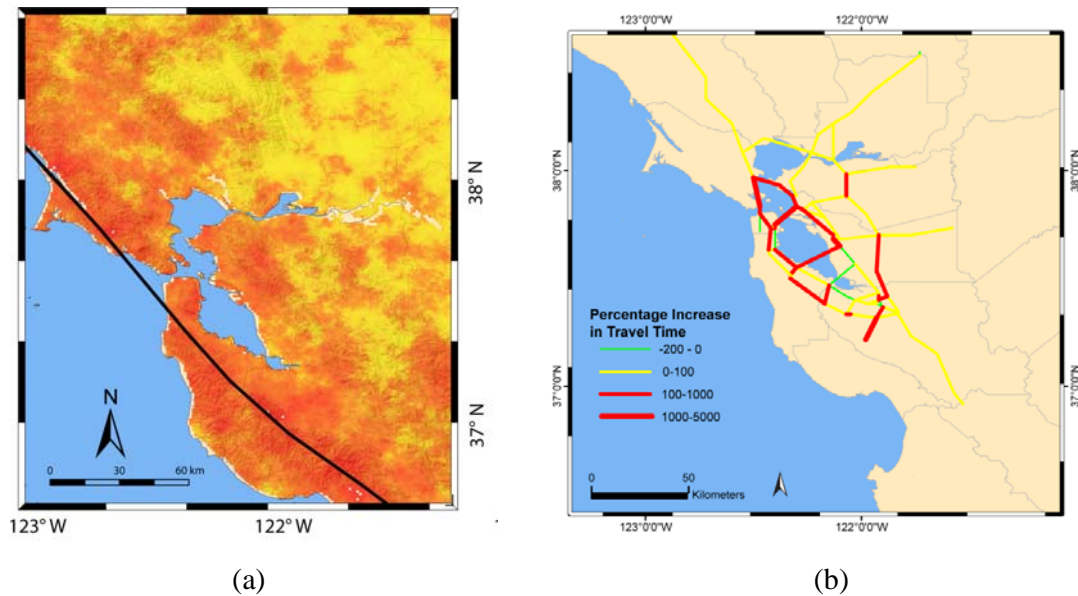 38° N
37° N
N
0 30 60 km
123° W 122° W
(a)
123°0'0"W 122°0'0"W
38°0'0"N 38°0'0"N
37°0'0"N 37°0'0"N
Percentage Increase
in Travel Time
-200 - 0
0-100
100-1000
1000-5000
0 50
Kilometers
123°0'0"W 122°0'0"W
(b)